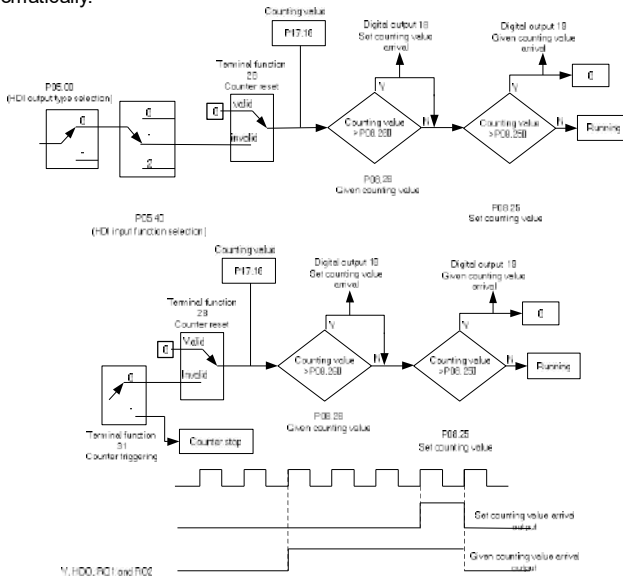 ematically.
Counting value
P17.18
Digital output 18
Set counting value
arrival
Digital output 19
Given counting value
arrival
Terminal function
28
Counter reset
P05.00
(HDI output type selection)
0
.
2
0
valid
invalid
Y
N
Counting value
>P08.26
Counting value
>P08.25
Y
N
0
Running
P08.26
Given counting value
P08.25
Set counting value
P05.40
(HDI input function selection)
Counting value
P17.18
Digital output 18
Set counting value
arrival
Digital output 19
Given counting value
arrival
Terminal function
28
Counter reset
0
Valid
Invalid
Y
N
Counting value
>P08.26
Counting value
>P08.25
Y
N
0
Running
0
Terminal function
31
Counter triggering
Counter stop
P08.26
Given counting value
P08.25
Set counting value
Set counting value arrival
output
Given counting value arrival
output
Y, HDO, RO1 and RO2